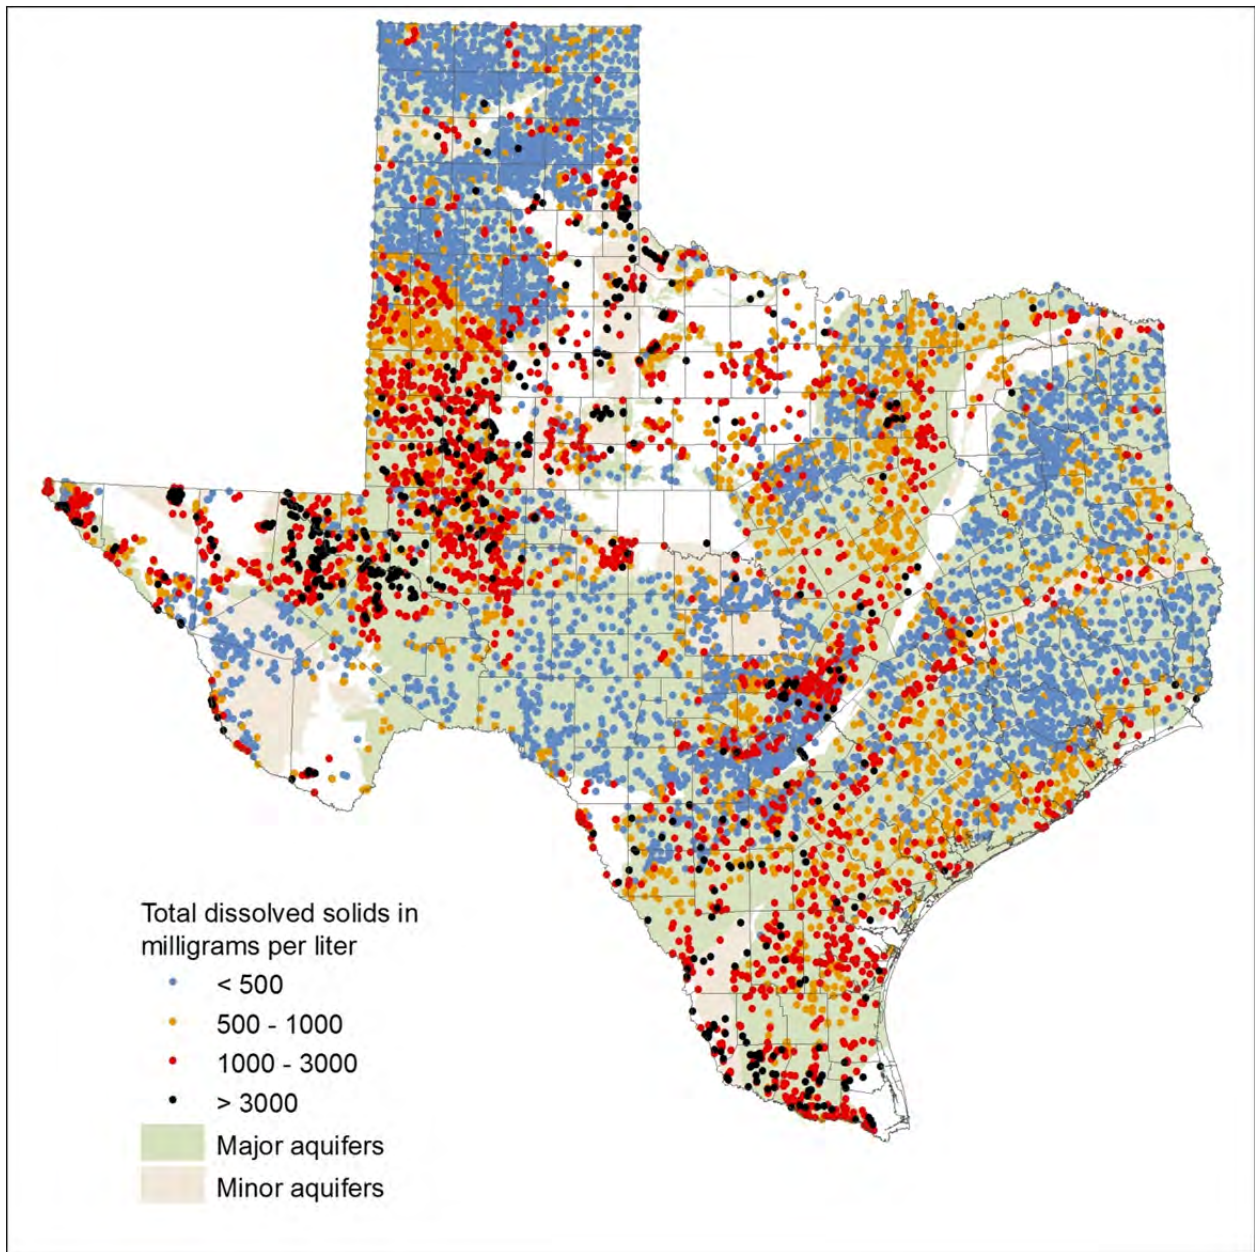 Total dissolved solids in
milligrams per liter
< 500
500 - 1000
1000 - 3000
> 3000
Major aquifers
Minor aquifers